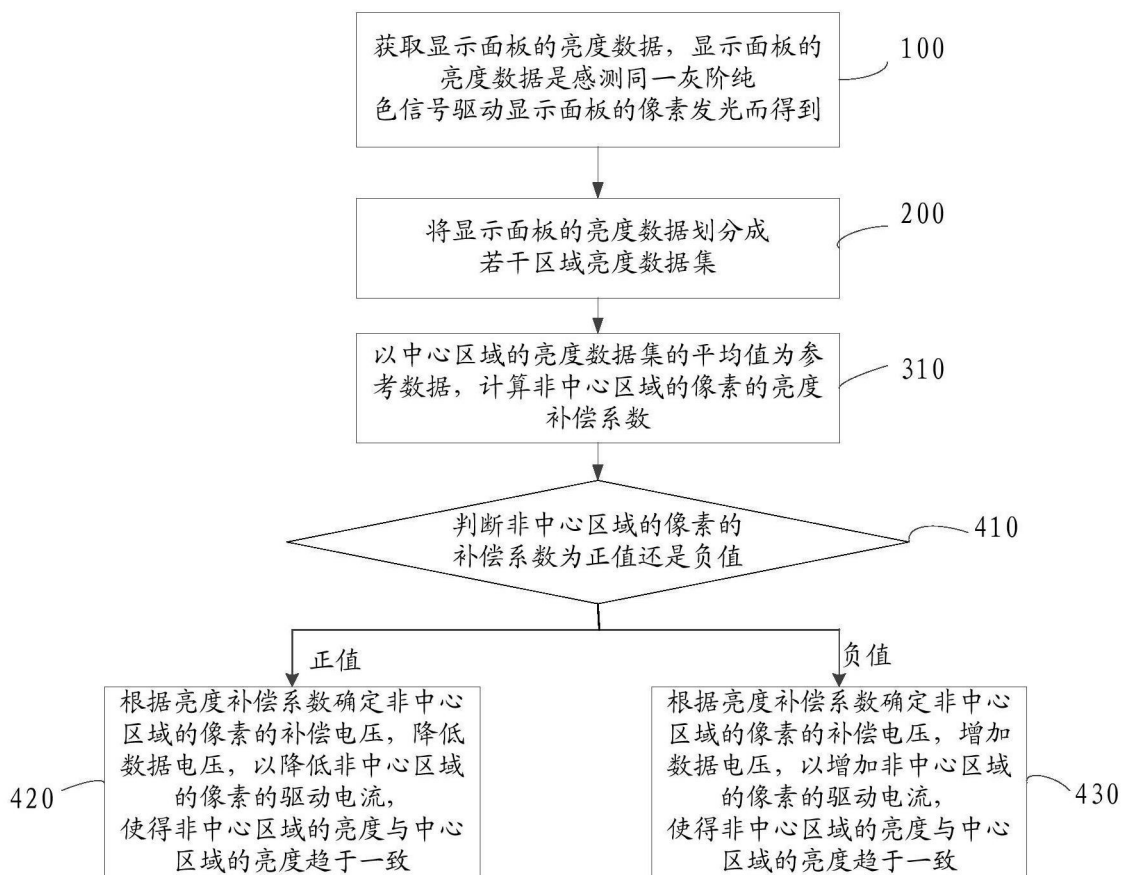 获取显示面板的亮度数据，显示面板的
亮度数据是感测同一灰阶纯
色信号驱动显示面板的像素发光而得到
100
将显示面板的亮度数据划分成
若干区域亮度数据集
200
以中心区域的亮度数据集的平均值为参
考数据，计算非中心区域的像素的亮度
补偿系数
310
判断非中心区域的像素的
补偿系数为正值还是负值
410
正值
负值
根据亮度补偿系数确定非中心
区域的像素的补偿电压，降低
数据电压，以降低非中心区域
的像素的驱动电流，
使得非中心区域的亮度与中心
区域的亮度趋于一致
420
根据亮度补偿系数确定非中心
区域的像素的补偿电压，增加
数据电压，以增加非中心区域
的像素的驱动电流，
使得非中心区域的亮度与中心
区域的亮度趋于一致
430